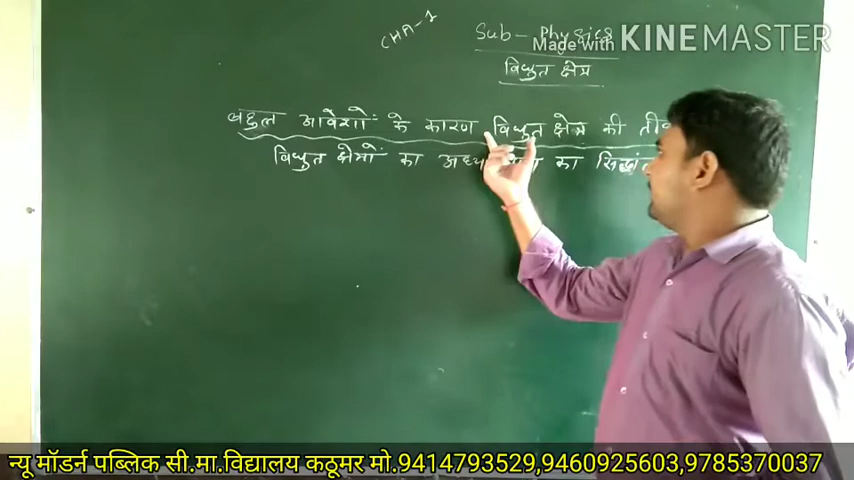 CHA-1
Sub - Physics
Made with KINEMASTER
विधुत क्षेत्र
बहुल आवेशों के कारण विधुत क्षेत्र की
विधुत क्षेत्रों का का
न्यू मॉडर्न पब्लिक सी.मा.विद्यालय कठूमर मो.9414793529,9460925603,9785370037